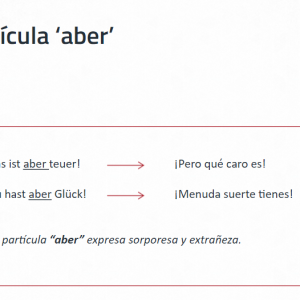 ícula ‘aber’
s ist aber teuer! ¡Pero qué caro es!
hast aber Glück! ¡Menuda suerte tienes!
partícula “aber” expresa sorporesa y extrañeza.